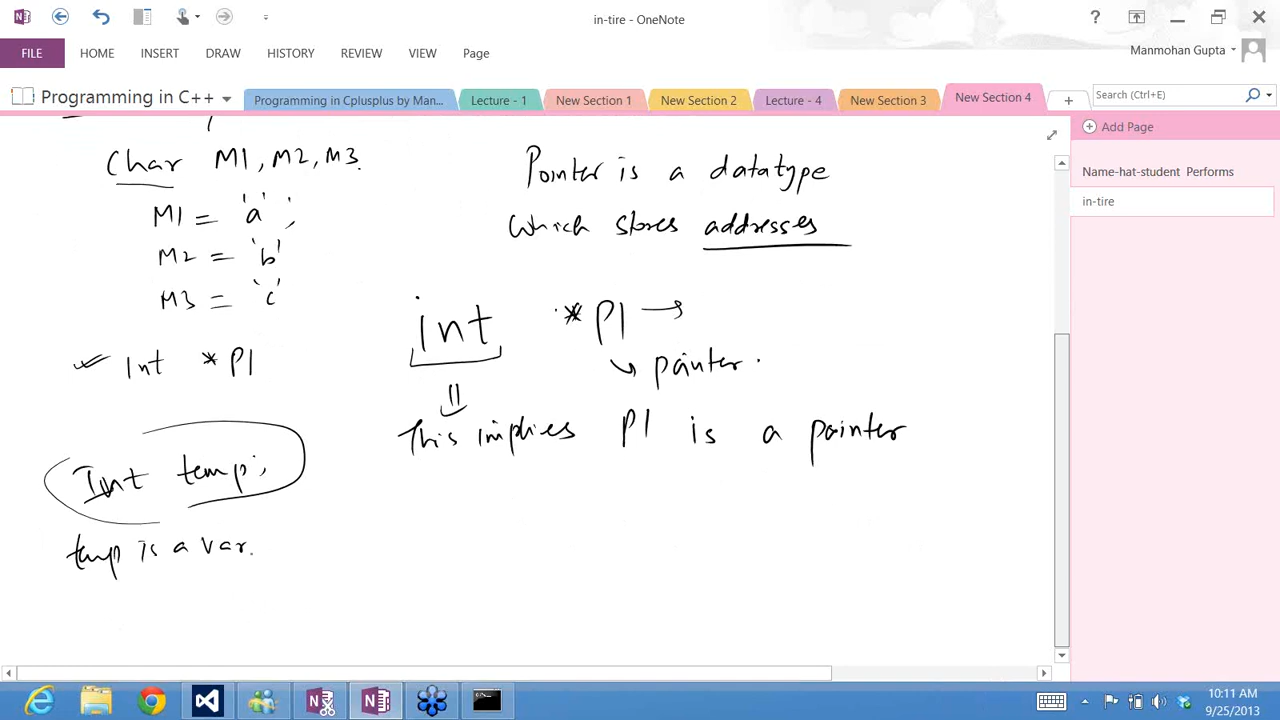 in-tire - OneNote
FILE HOME INSERT DRAW HISTORY REVIEW VIEW Page
Manmohan Gupta
Programming in C++
Programming in Cplusplus by Man...
Lecture - 1
New Section 1
New Section 2
Lecture - 4
New Section 3
New Section 4
Search (Ctrl+E)
Add Page
Name-hat-student Performs
in-tire
Char M1, M2, M3.
M1 = 'a' ;
M2 = 'b'
M3 = 'c'
Int *P1
Int temp;
temp is a var.
Pointer is a datatype
which stores addresses
int *P1
pointer.
This implies P1 is a pointer
10:11 AM
9/25/2013